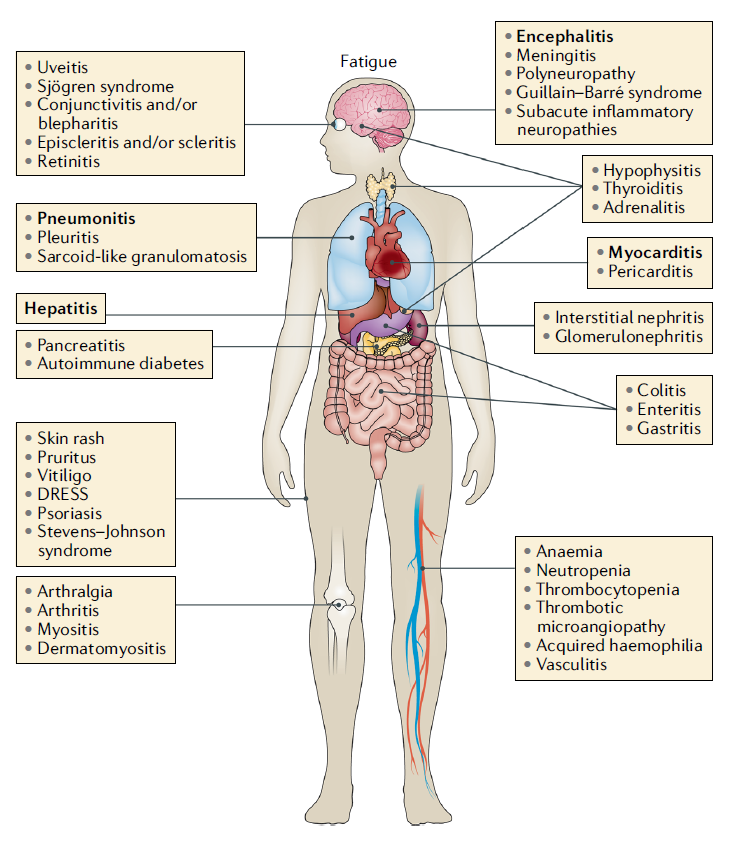 Fatigue
• Uveitis
• Sjögren syndrome
• Conjunctivitis and/or
blepharitis
• Episcleritis and/or scleritis
• Retinitis
• Encephalitis
• Meningitis
• Polyneuropathy
• Guillain–Barré syndrome
• Subacute inflammatory
neuropathies
• Hypophysitis
• Thyroiditis
• Adrenalitis
• Pneumonitis
• Pleuritis
• Sarcoid-like granulomatosis
• Myocarditis
• Pericarditis
Hepatitis
• Interstitial nephritis
• Glomerulonephritis
• Pancreatitis
• Autoimmune diabetes
• Colitis
• Enteritis
• Gastritis
• Skin rash
• Pruritus
• Vitiligo
• DRESS
• Psoriasis
• Stevens–Johnson
syndrome
• Anaemia
• Neutropenia
• Thrombocytopenia
• Thrombotic
microangiopathy
• Acquired haemophilia
• Vasculitis
• Arthralgia
• Arthritis
• Myositis
• Dermatomyositis